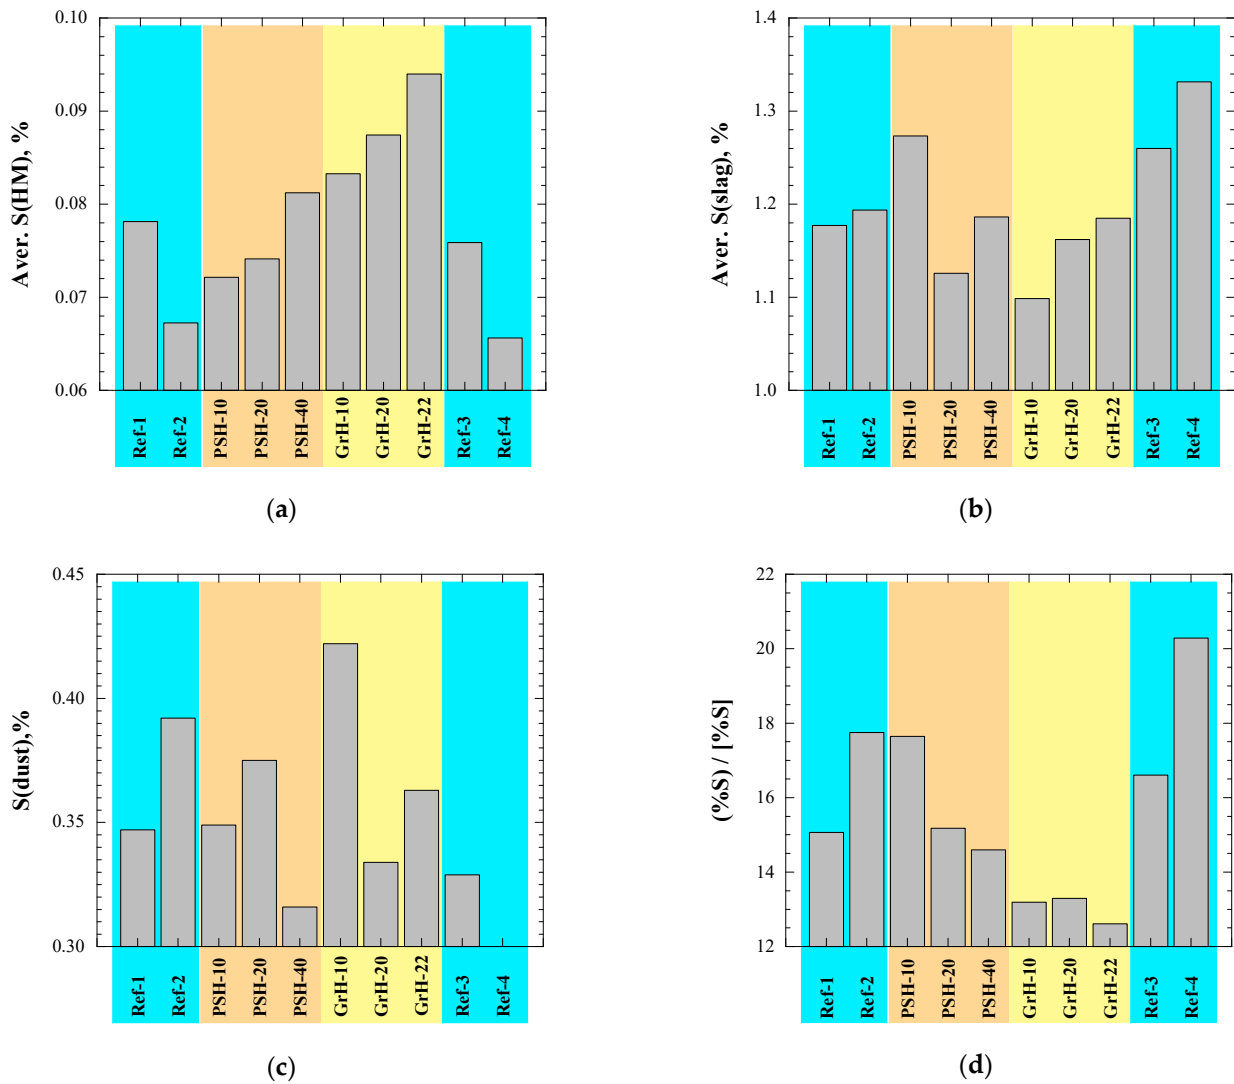 Aver. S(HM), %
0.10
0.09
0.08
0.07
0.06
Ref-1
Ref-2
PSH-10
PSH-20
PSH-40
GrH-10
GrH-20
GrH-22
Ref-3
Ref-4
(a)
Aver. S(slag), %
1.4
1.3
1.2
1.1
1.0
Ref-1
Ref-2
PSH-10
PSH-20
PSH-40
GrH-10
GrH-20
GrH-22
Ref-3
Ref-4
(b)
S(dust),%
0.45
0.40
0.35
0.30
Ref-1
Ref-2
PSH-10
PSH-20
PSH-40
GrH-10
GrH-20
GrH-22
Ref-3
Ref-4
(c)
(%S) / [%S]
22
20
18
16
14
12
Ref-1
Ref-2
PSH-10
PSH-20
PSH-40
GrH-10
GrH-20
GrH-22
Ref-3
Ref-4
(d)